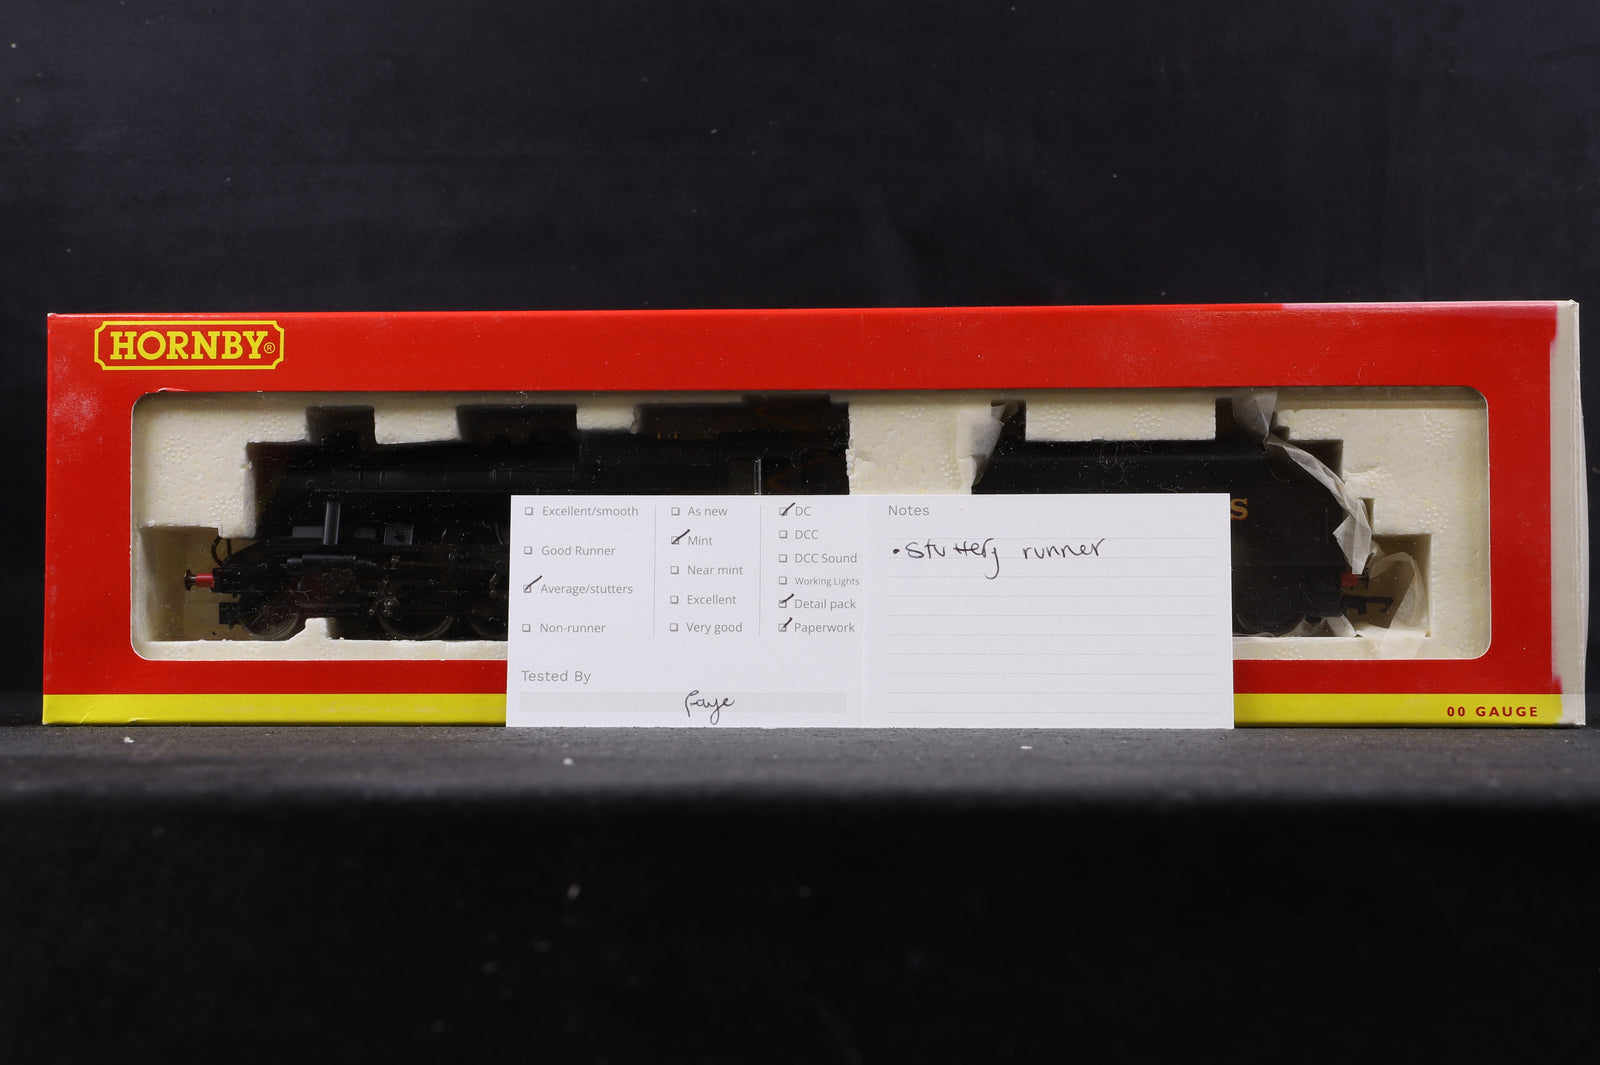 HORNBY®
S
Excellent/smooth
Good Runner
Average/stutters
Non-runner
As new
Mint
Near mint
Excellent
Very good
DC
DCC
DCC Sound
Working Lights
Detail pack
Paperwork
Tested By
Faye
Notes
• Stuttery runner
00 GAUGE